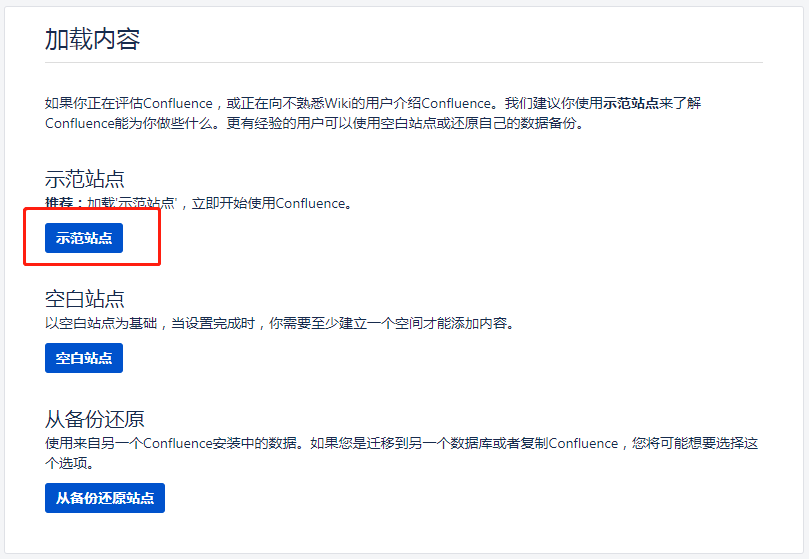 加载内容
如果你正在评估Confluence，或正在向不熟悉Wiki的用户介绍Confluence。我们建议你使用示范站点来了解
Confluence能为你做些什么。更有经验的用户可以使用空白站点或还原自己的数据备份。
示范站点
推荐：加载'示范站点'，立即开始使用Confluence。
示范站点
空白站点
以空白站点为基础，当设置完成时，你需要至少建立一个空间才能添加内容。
空白站点
从备份还原
使用来自另一个Confluence安装中的数据。如果您是迁移到另一个数据库或者复制Confluence，您将可能想要选择这
个选项。
从备份还原站点